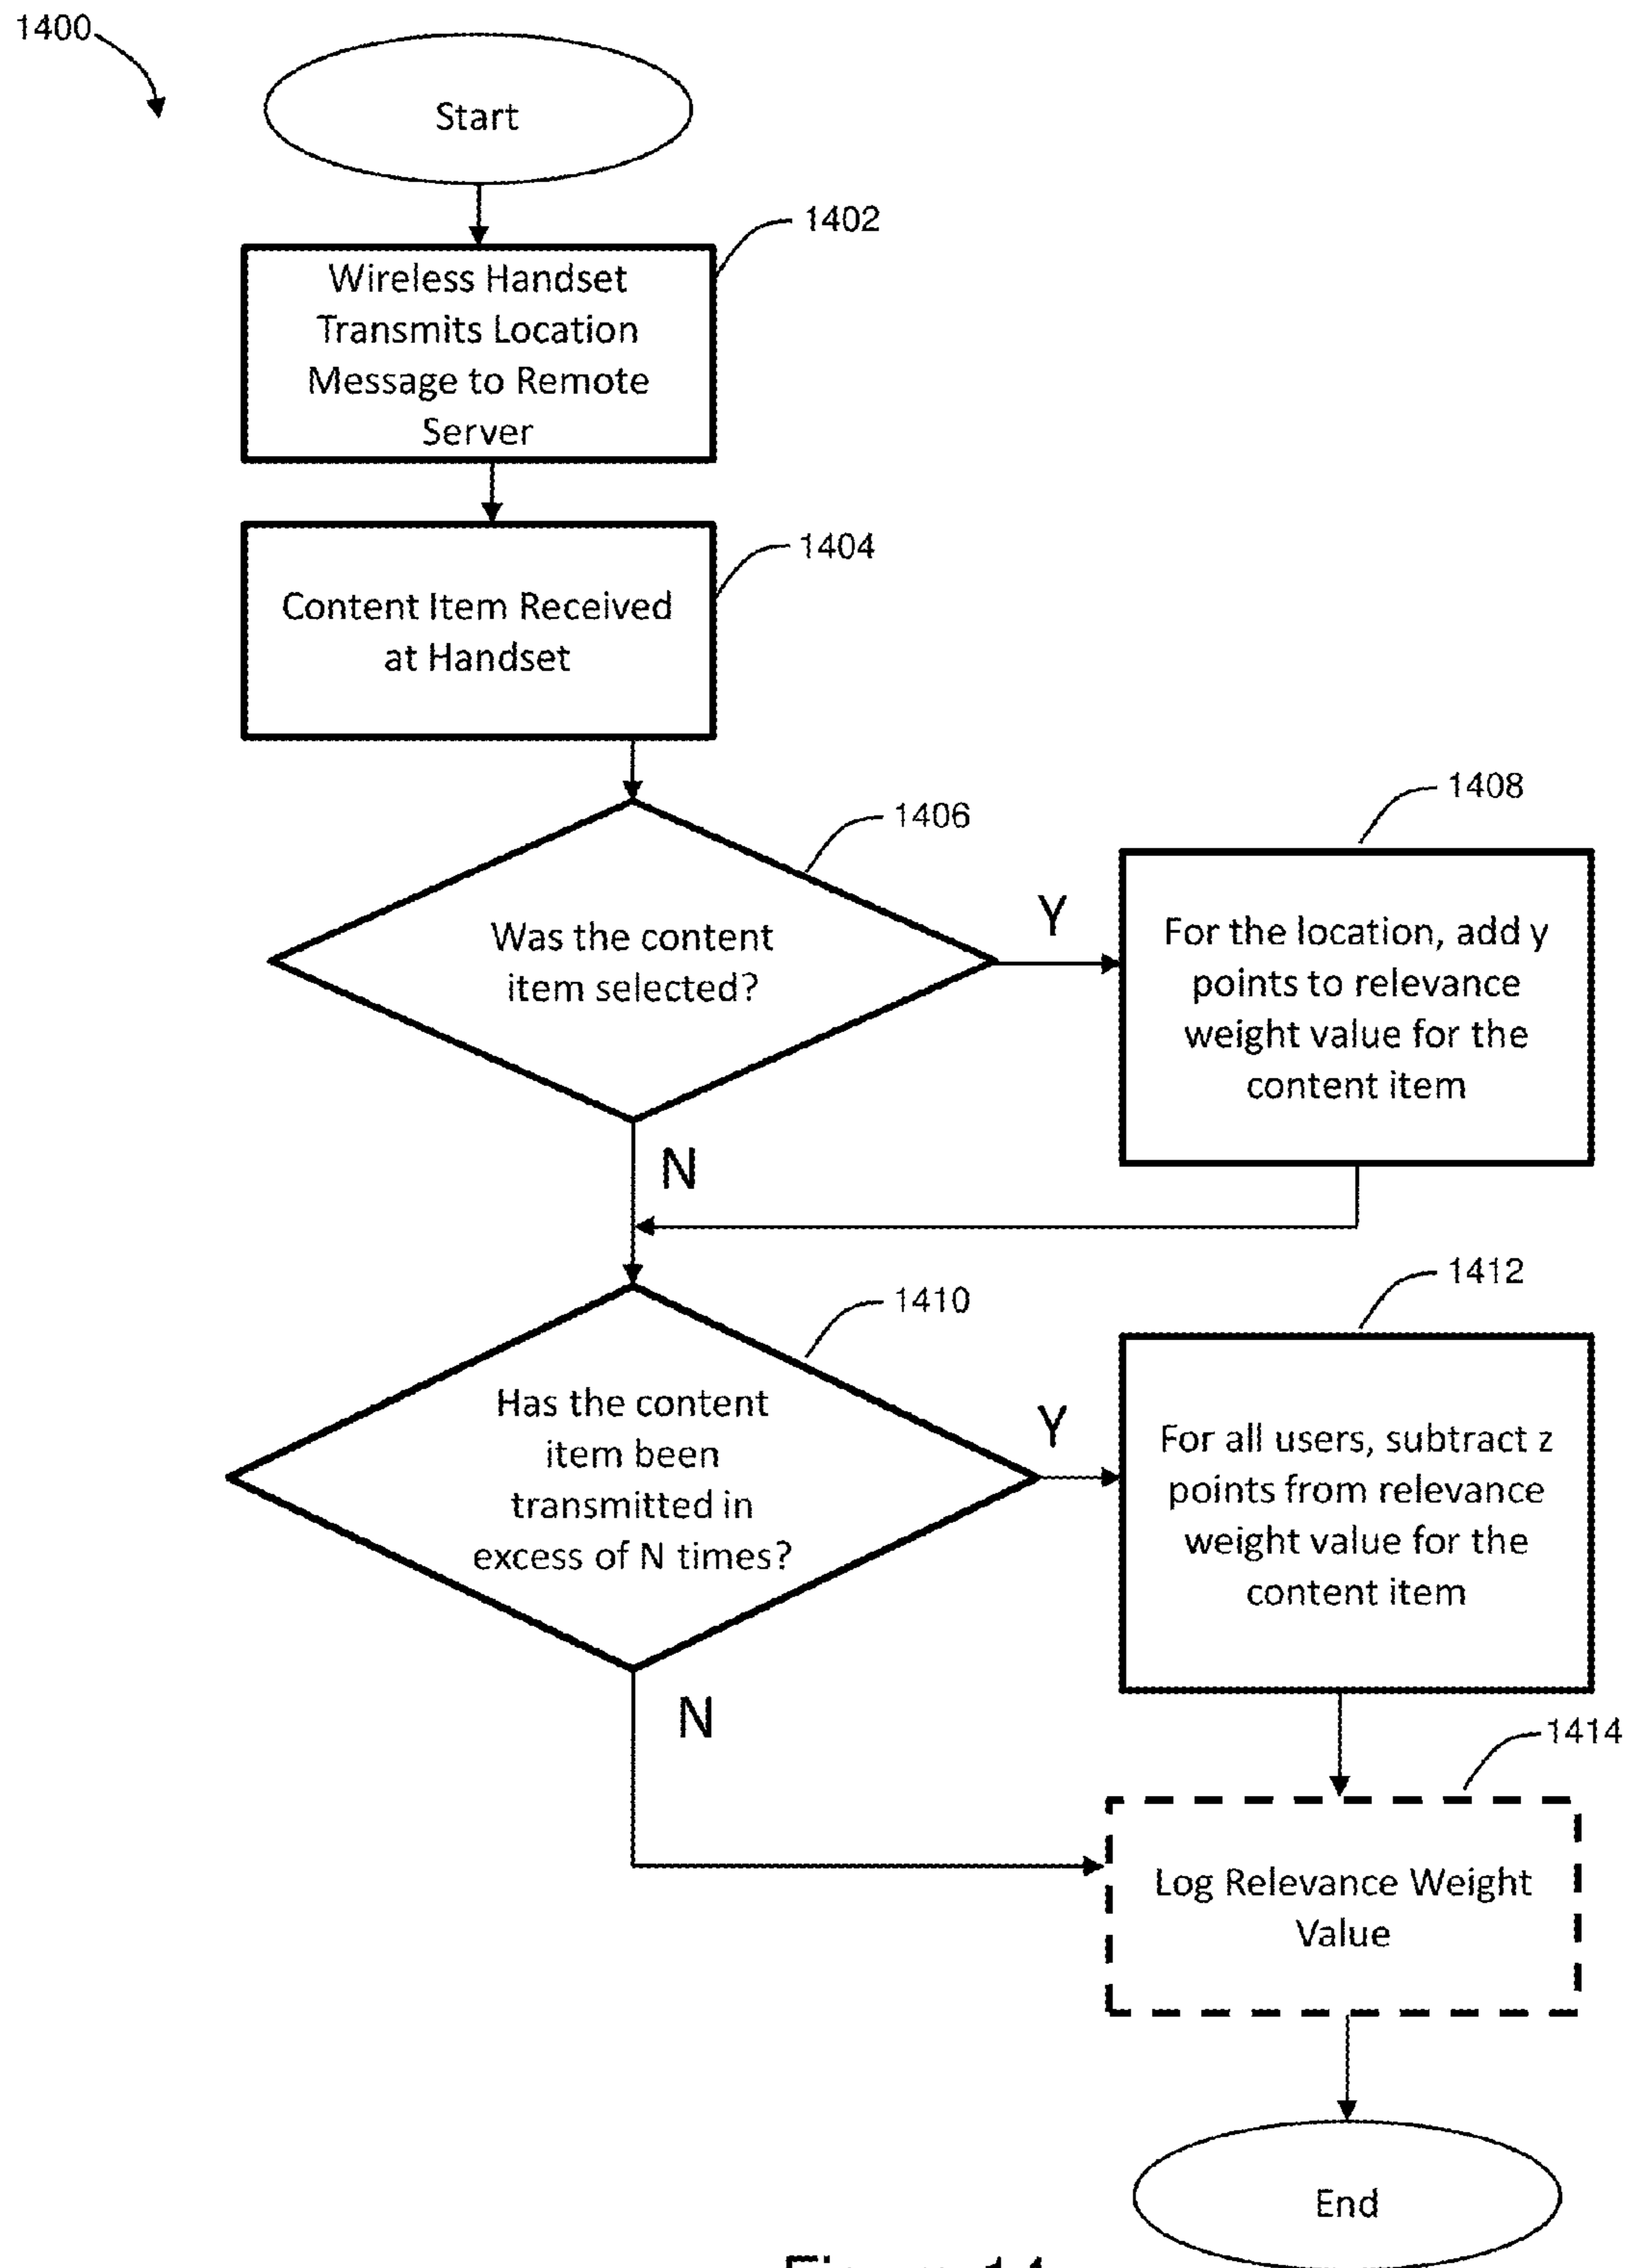 1400
Start
1402
Wireless Handset
Transmits Location
Message to Remote
Server
1404
Content Item Received
at Handset
1406
Was the content
item selected?
Y
1408
For the location, add y
points to relevance
weight value for the
content item
N
1410
Has the content
item been
transmitted in
excess of N times?
Y
1412
For all users, subtract z
points from relevance
weight value for the
content item
N
1414
Log Relevance Weight
Value
End